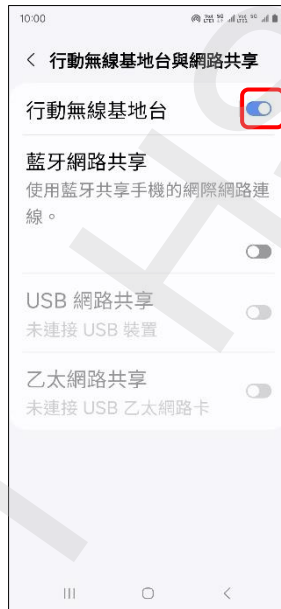 10:00
行動無線基地台與網路共享
行動無線基地台
藍牙網路共享
使用藍牙共享手機的網際網路連
線。
USB 網路共享
未連接 USB 裝置
乙太網路共享
未連接 USB 乙太網路卡